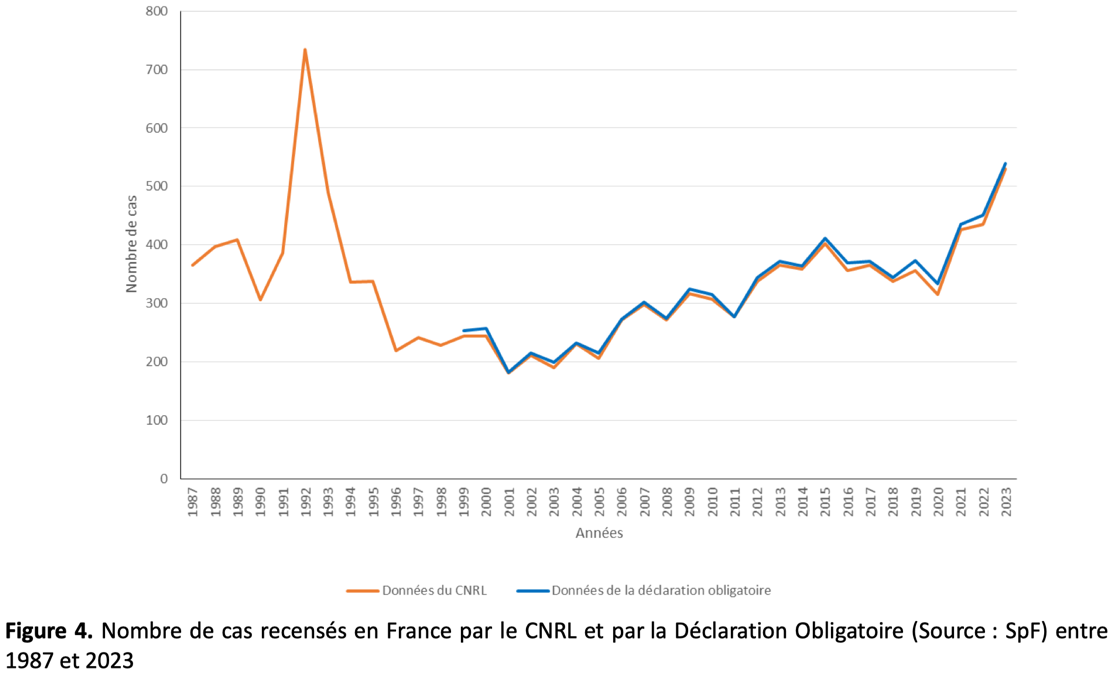 800
700
600
500
400
300
200
100
0
Nombre de cas
1987 1988 1989 1990 1991 1992 1993 1994 1995 1996 1997 1998 1999 2000 2001 2002 2003 2004 2005 2006 2007 2008 2009 2010 2011 2012 2013 2014 2015 2016 2017 2018 2019 2020 2021 2022 2023
Années
Données du CNRL Données de la déclaration obligatoire
Figure 4. Nombre de cas recensés en France par le CNRL et par la Déclaration Obligatoire (Source : SpF) entre
1987 et 2023